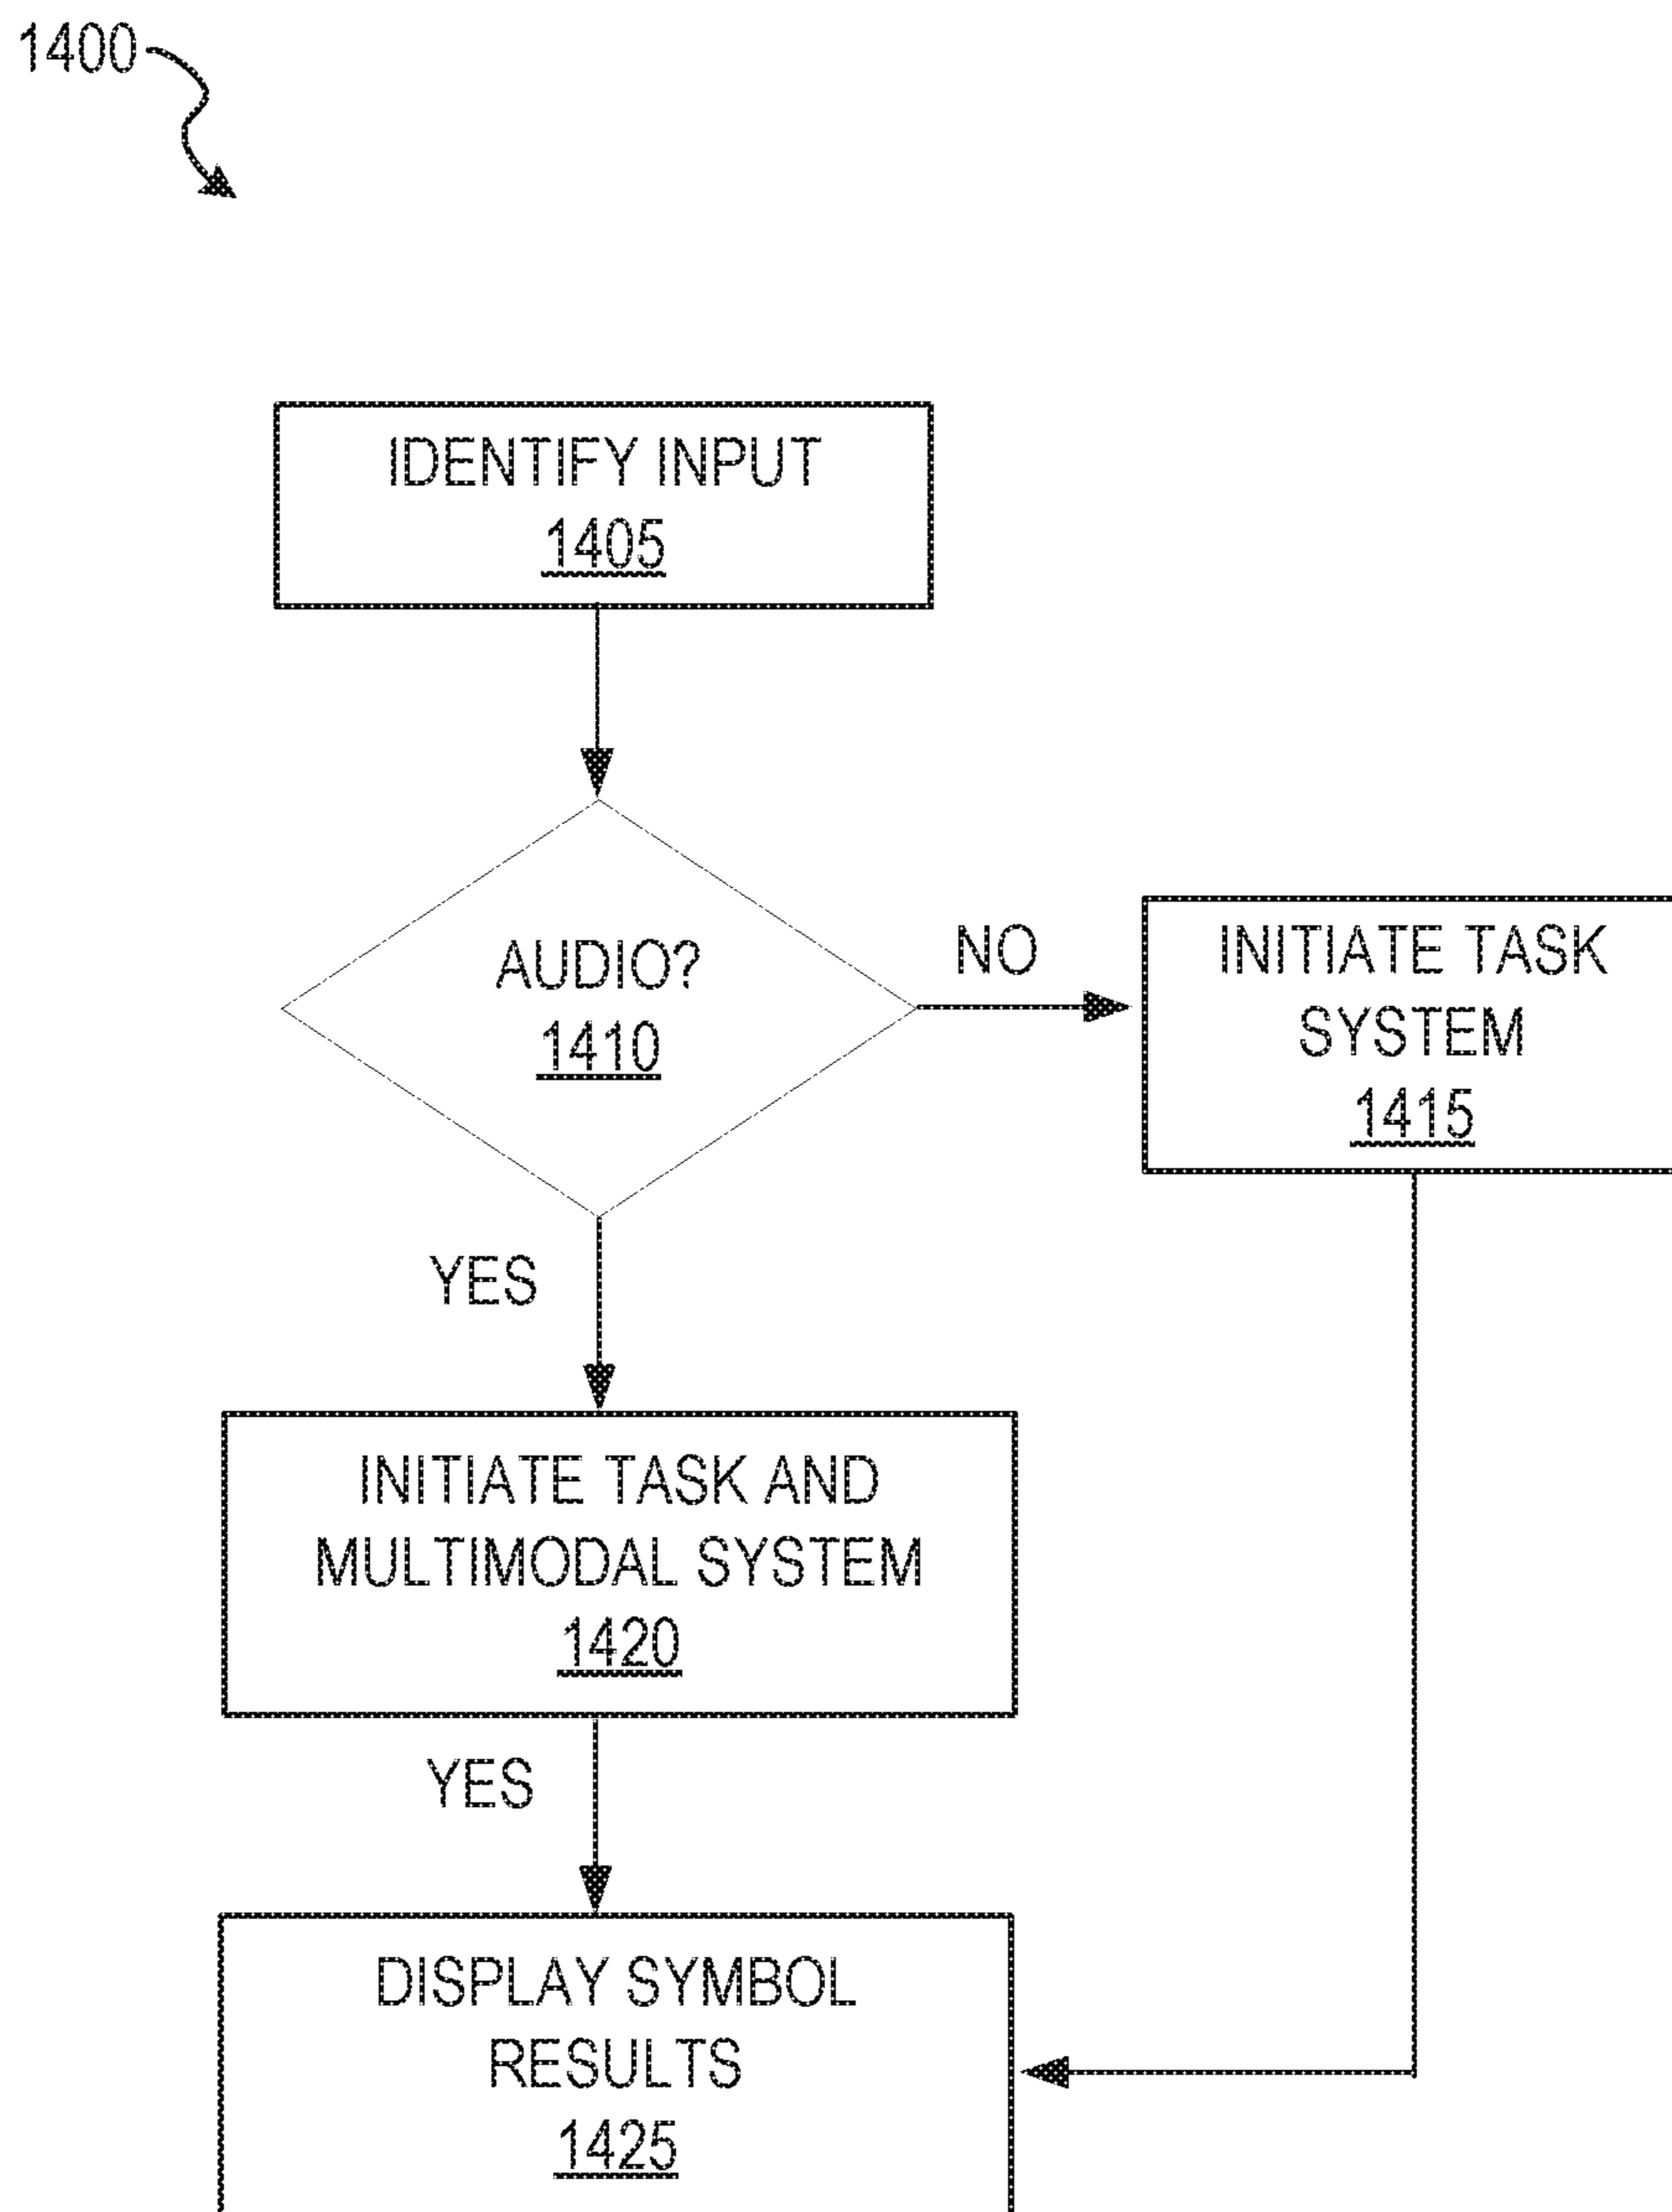 1400
IDENTIFY INPUT
1405
AUDIO?
1410
NO
INITIATE TASK
SYSTEM
1415
YES
INITIATE TASK AND
MULTIMODAL SYSTEM
1420
YES
DISPLAY SYMBOL
RESULTS
1425